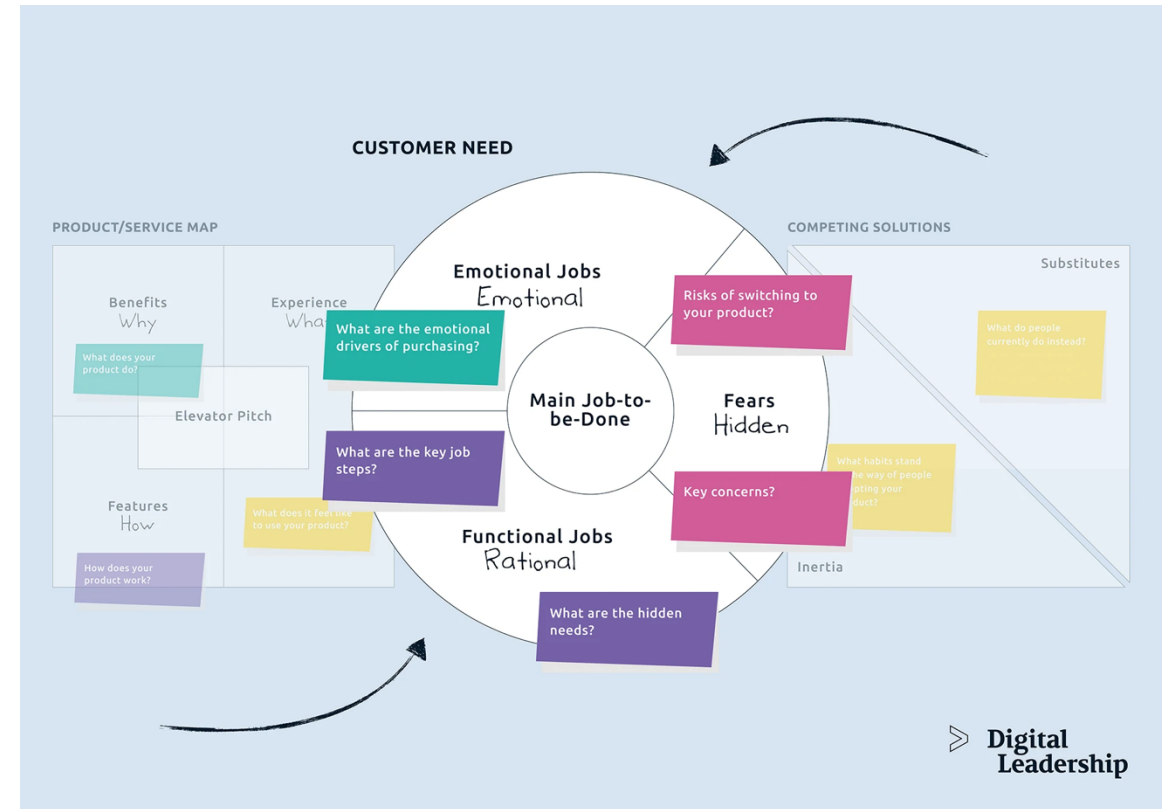 CUSTOMER NEED
PRODUCT/SERVICE MAP
Benefits
Why
What does your
product do?
Experience
Wha
Elevator Pitch
Features
How
How does your
product work?
What does it feel like
to use your product?
Emotional Jobs
Emotional
What are the emotional
drivers of purchasing?
Main Job-to-
be-Done
What are the key job
steps?
Functional Jobs
Rational
What are the hidden
needs?
Risks of switching to
your product?
Fears
Hidden
Key concerns?
COMPETING SOLUTIONS
Substitutes
What do people
currently do instead?
What habits stand
the way of people
pting your
duct?
Inertia
Digital
Leadership